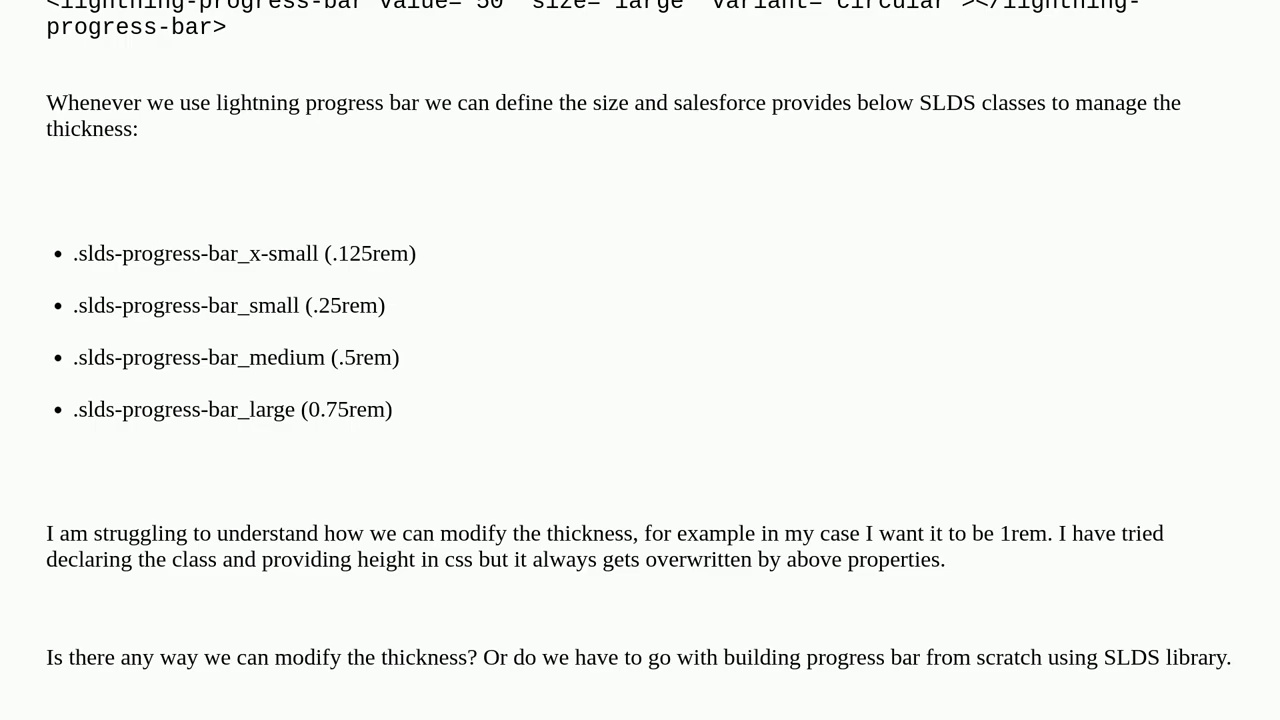 <lightning-progress-bar value="50" size="large" variant="circular"></lightning-
progress-bar>
Whenever we use lightning progress bar we can define the size and salesforce provides below SLDS classes to manage the
thickness:
• .slds-progress-bar_x-small (.125rem)
• .slds-progress-bar_small (.25rem)
• .slds-progress-bar_medium (.5rem)
• .slds-progress-bar_large (0.75rem)
I am struggling to understand how we can modify the thickness, for example in my case I want it to be 1rem. I have tried
declaring the class and providing height in css but it always gets overwritten by above properties.
Is there any way we can modify the thickness? Or do we have to go with building progress bar from scratch using SLDS library.